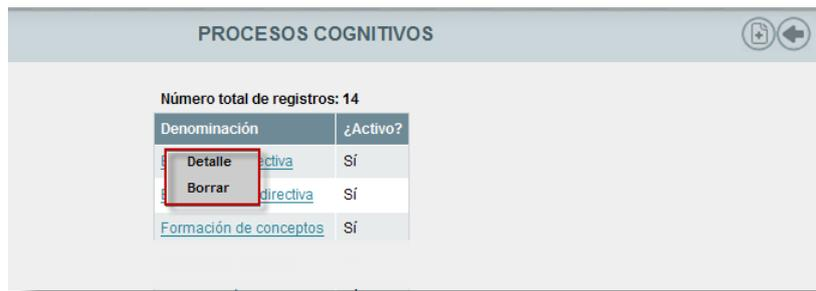 PROCESOS COGNITIVOS
Número total de registros: 14
Denominación ¿Activo?
Detalle ectiva Sí
Borrar directiva Sí
Formación de conceptos Sí